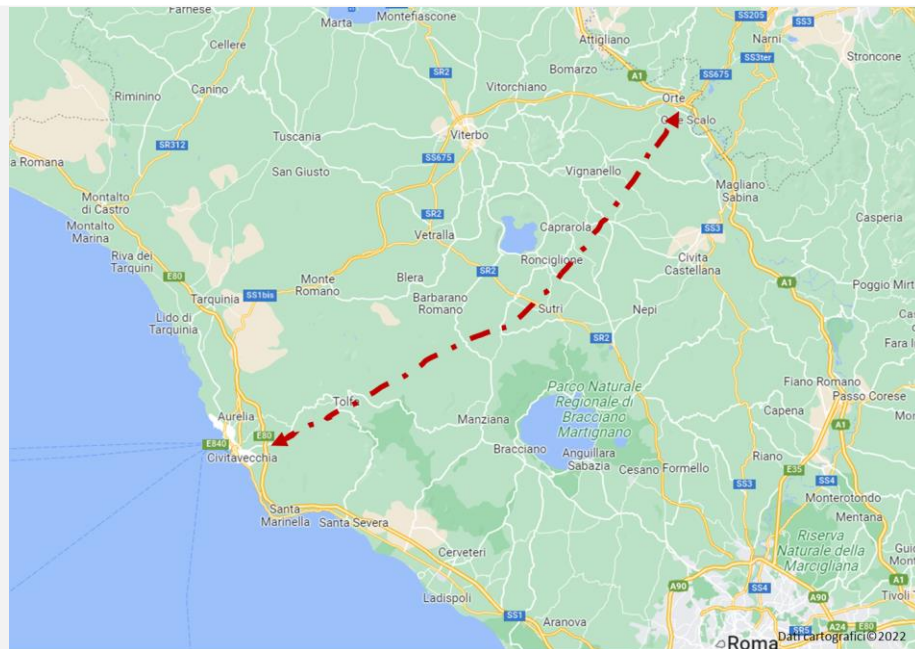 Farnese
Marta
Montefiascone
SS205
SS3
Narni
Attigliano
SS3ter
Stroncone
Cellere
SR2
Bomarzo
A1
SS675
Canino
Vitorchiano
Orte
Riminino
Orte Scalo
Tuscania
Viterbo
SR312
San Giusto
SS675
a Romana
Vignanello
Magliano
Sabina
Montalto
di Castro
SR2
SS3
Casperia
Montalto
Marina
Vetralla
Caprarola
Riva dei
Tarquini
Civita
Castellana
E80
Ronciglione
SR2
A1
Monte
Romano
Blera
Poggio Mirt
Tarquinia
SS1bis
Barbarano
Romano
Sutri
Nepi
Lido di
Tarquinia
SR2
Fara In
Parco Naturale
Regionale di
Bracciano
Martignano
Fiano Romano
Tolfa
Passo Corese
Aurelia
Manziana
Capena
A1
E840
E80
Civitavecchia
Bracciano
Anguillara
Sabazia
Riano
Cesano
Formello
E35
SS4
SS3
Monterotondo
Santa
Marinella
Santa Severa
Mentana
Riserva
Naturale della
Marcigliana
Cerveteri
A90
SS4
A90
A1
Ladispoli
Tivoli T
SS1
Aranova
SR5
A24
E80
Roma
Dati cartografici©2022